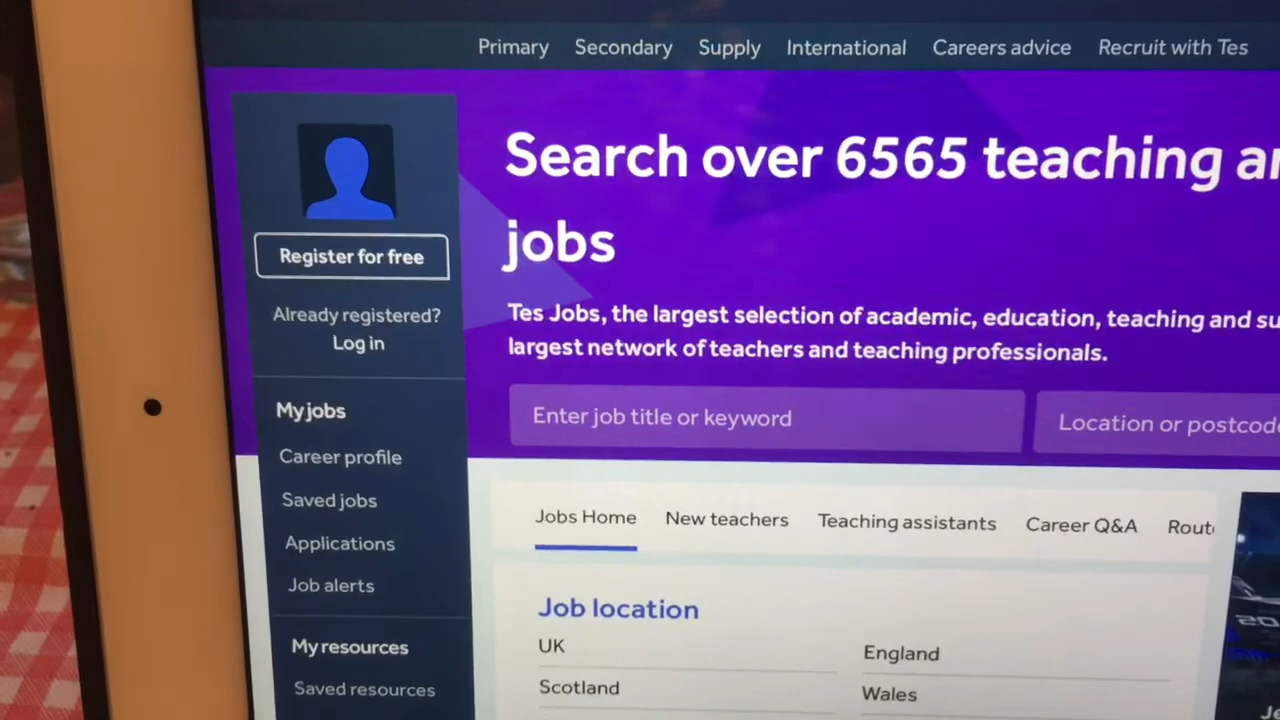 Primary Secondary Supply International Careers advice Recruit with Tes
Search over 6565 teaching
jobs
Tes Jobs, the largest selection of academic, education, teaching and
largest network of teachers and teaching professionals.
Enter job title or keyword
Location or postcode
Register for free
Already registered?
Log in
My jobs
Career profile
Saved jobs
Applications
Job alerts
My resources
Saved resources
Jobs Home New teachers Teaching assistants Career Q&A
Job location
UK
England
Scotland
Wales